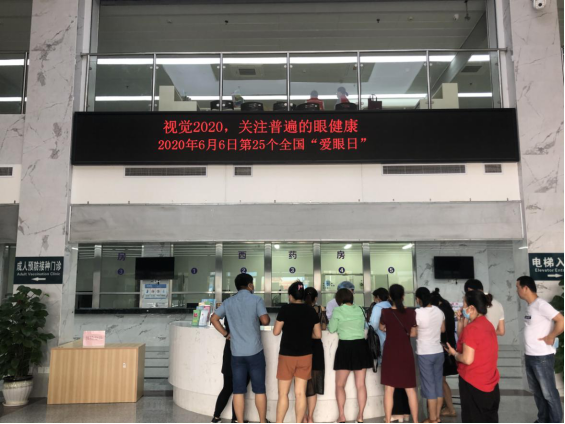 视觉2020，关注普遍的眼健康
2020年6月6日第25个全国“爱眼日”
西药房
成人预防接种门诊
Adult Vaccination Clinic
电梯入